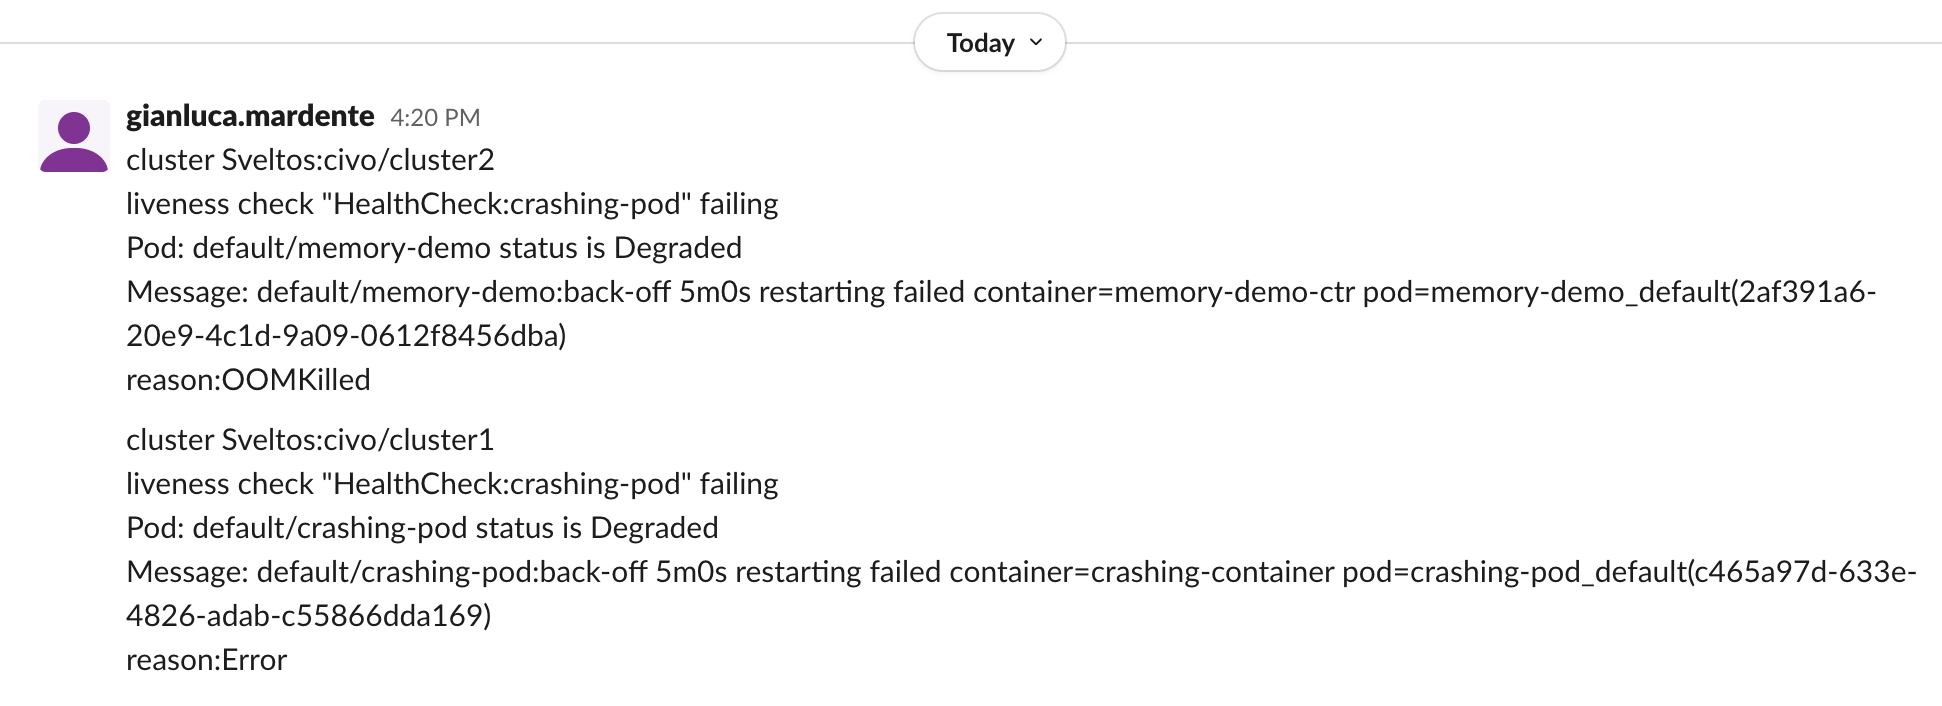 Today
gianluca.mardente 4:20 PM
cluster Sveltos:civo/cluster2
liveness check "HealthCheck:crashing-pod" failing
Pod: default/memory-demo status is Degraded
Message: default/memory-demo:back-off 5m0s restarting failed container=memory-demo-ctr pod=memory-demo_default(2af391a6-
20e9-4c1d-9a09-0612f8456dba)
reason:OOMKilled
cluster Sveltos:civo/cluster1
liveness check "HealthCheck:crashing-pod" failing
Pod: default/crashing-pod status is Degraded
Message: default/crashing-pod:back-off 5m0s restarting failed container=crashing-container pod=crashing-pod_default(c465a97d-633e-
4826-adab-c55866dda169)
reason:Error